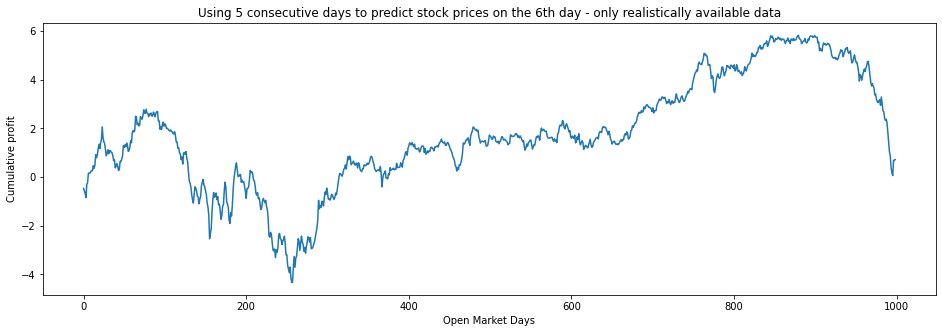 Using 5 consecutive days to predict stock prices on the 6th day - only realistically available data
6
4
2
0
−2
−4
Cumulative profit
0 200 400 600 800 1000
Open Market Days